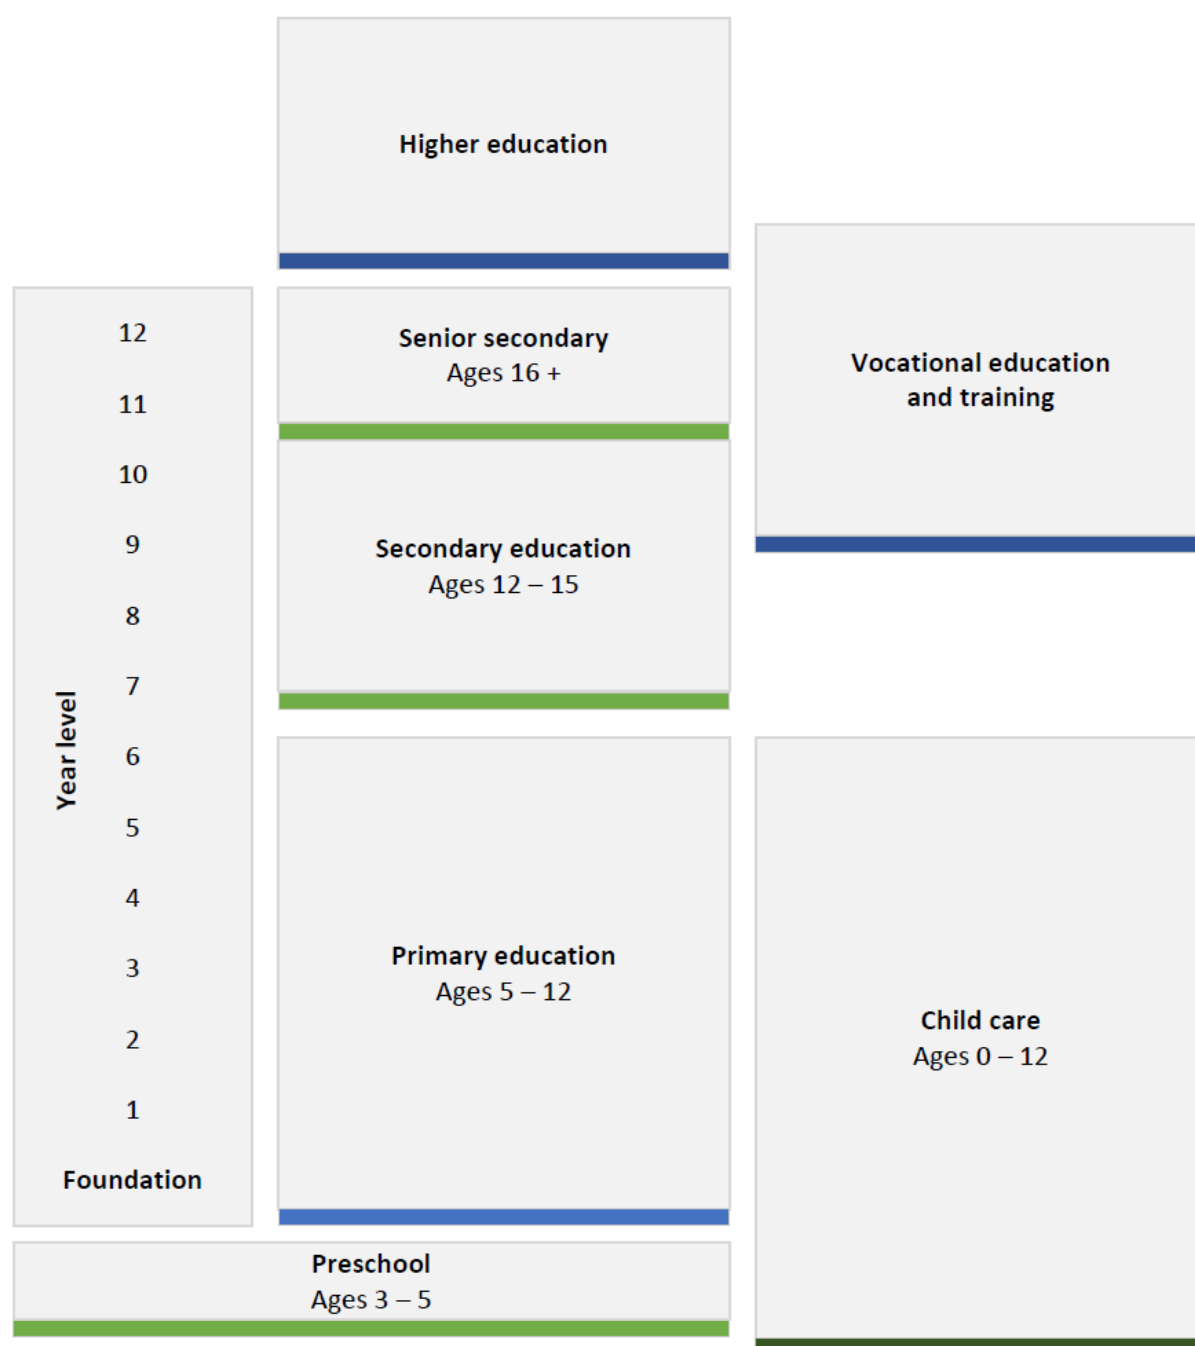 Higher education
12
11
10
9
8
7
6
5
4
3
2
1
Foundation
Year level
Senior secondary
Ages 16 +
Secondary education
Ages 12 – 15
Primary education
Ages 5 – 12
Preschool
Ages 3 – 5
Vocational education
and training
Child care
Ages 0 – 12